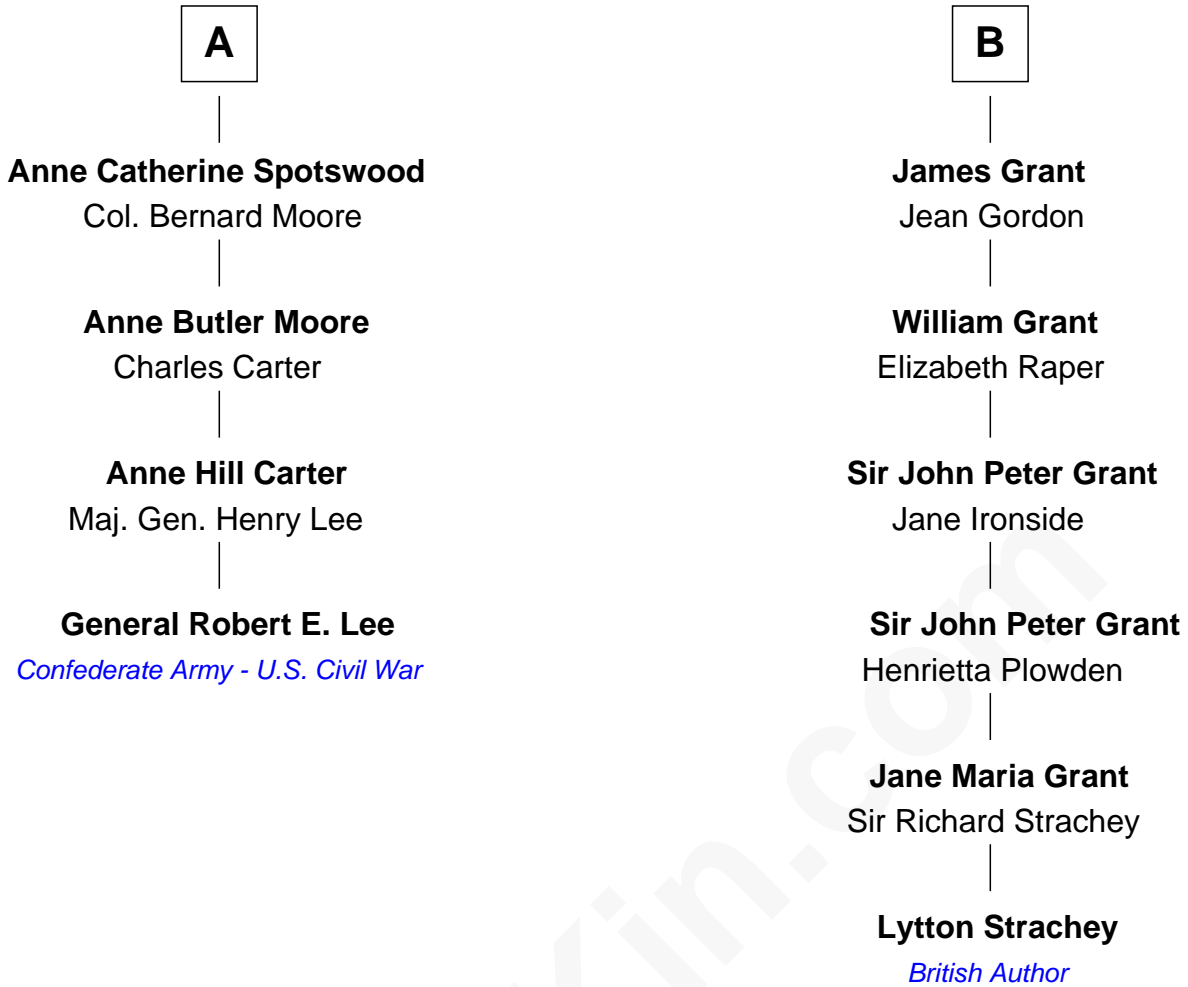 A
Anne Catherine Spotswood
Col. Bernard Moore
Anne Butler Moore
Charles Carter
Anne Hill Carter
Maj. Gen. Henry Lee
General Robert E. Lee
Confederate Army - U.S. Civil War
B
James Grant
Jean Gordon
William Grant
Elizabeth Raper
Sir John Peter Grant
Jane Ironside
Sir John Peter Grant
Henrietta Plowden
Jane Maria Grant
Sir Richard Strachey
Lytton Strachey
British Author
Kin.com